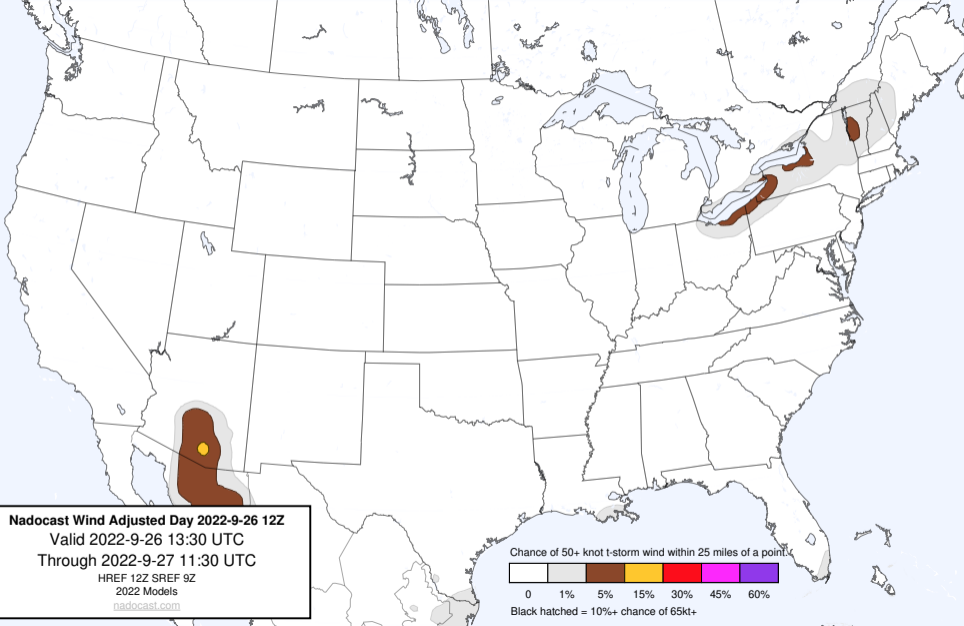 Nadocast Wind Adjusted Day 2022-9-26 12Z
Valid 2022-9-26 13:30 UTC
Through 2022-9-27 11:30 UTC
HREF 12Z SREF 9Z
2022 Models
nadocast.com
Chance of 50+ knot t-storm wind within 25 miles of a point.
0 1% 5% 15% 30% 45% 60%
Black hatched = 10%+ chance of 65kt+